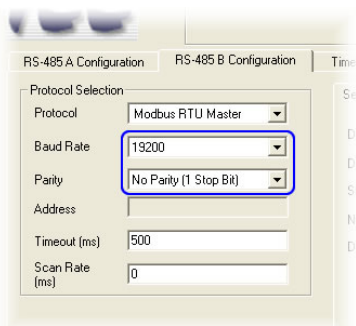 RS-485 A Configuration
RS-485 B Configuration
Time
Protocol Selection
Protocol
Modbus RTU Master
Baud Rate
19200
Parity
No Parity (1 Stop Bit)
Address
Timeout (ms)
500
Scan Rate
(ms)
0